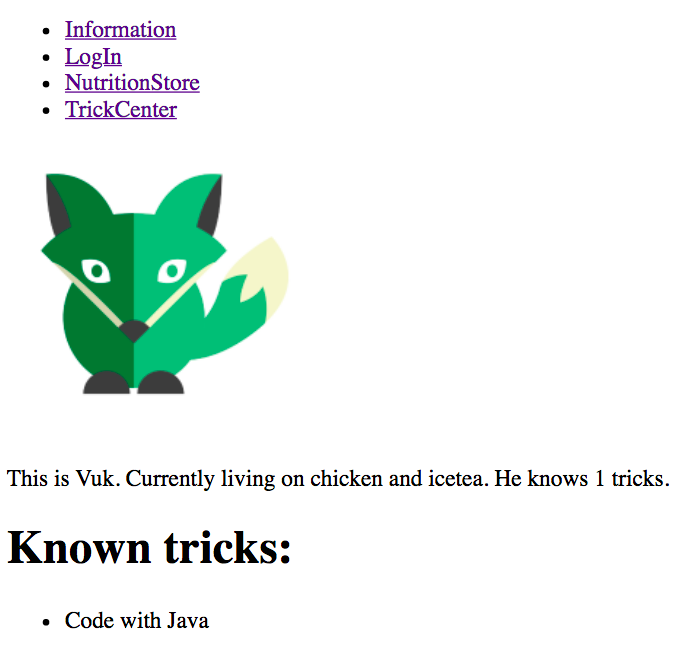 Information
LogIn
NutritionStore
TrickCenter
This is Vuk. Currently living on chicken and icetea. He knows 1 tricks.
Known tricks:
Code with Java